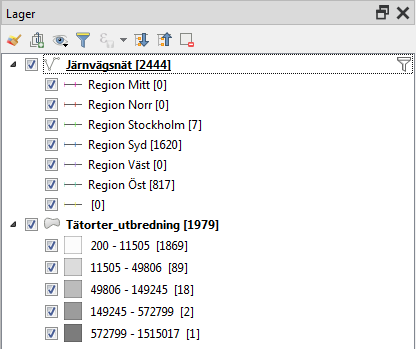 Lager
Järnvägsnät [2444]
Region Mitt [0]
Region Norr [0]
Region Stockholm [7]
Region Syd [1620]
Region Väst [0]
Region Öst [817]
[0]
Tätorter_utbredning [1979]
200 - 11505 [1869]
11505 - 49806 [89]
49806 - 149245 [18]
149245 - 572799 [2]
572799 - 1515017 [1]